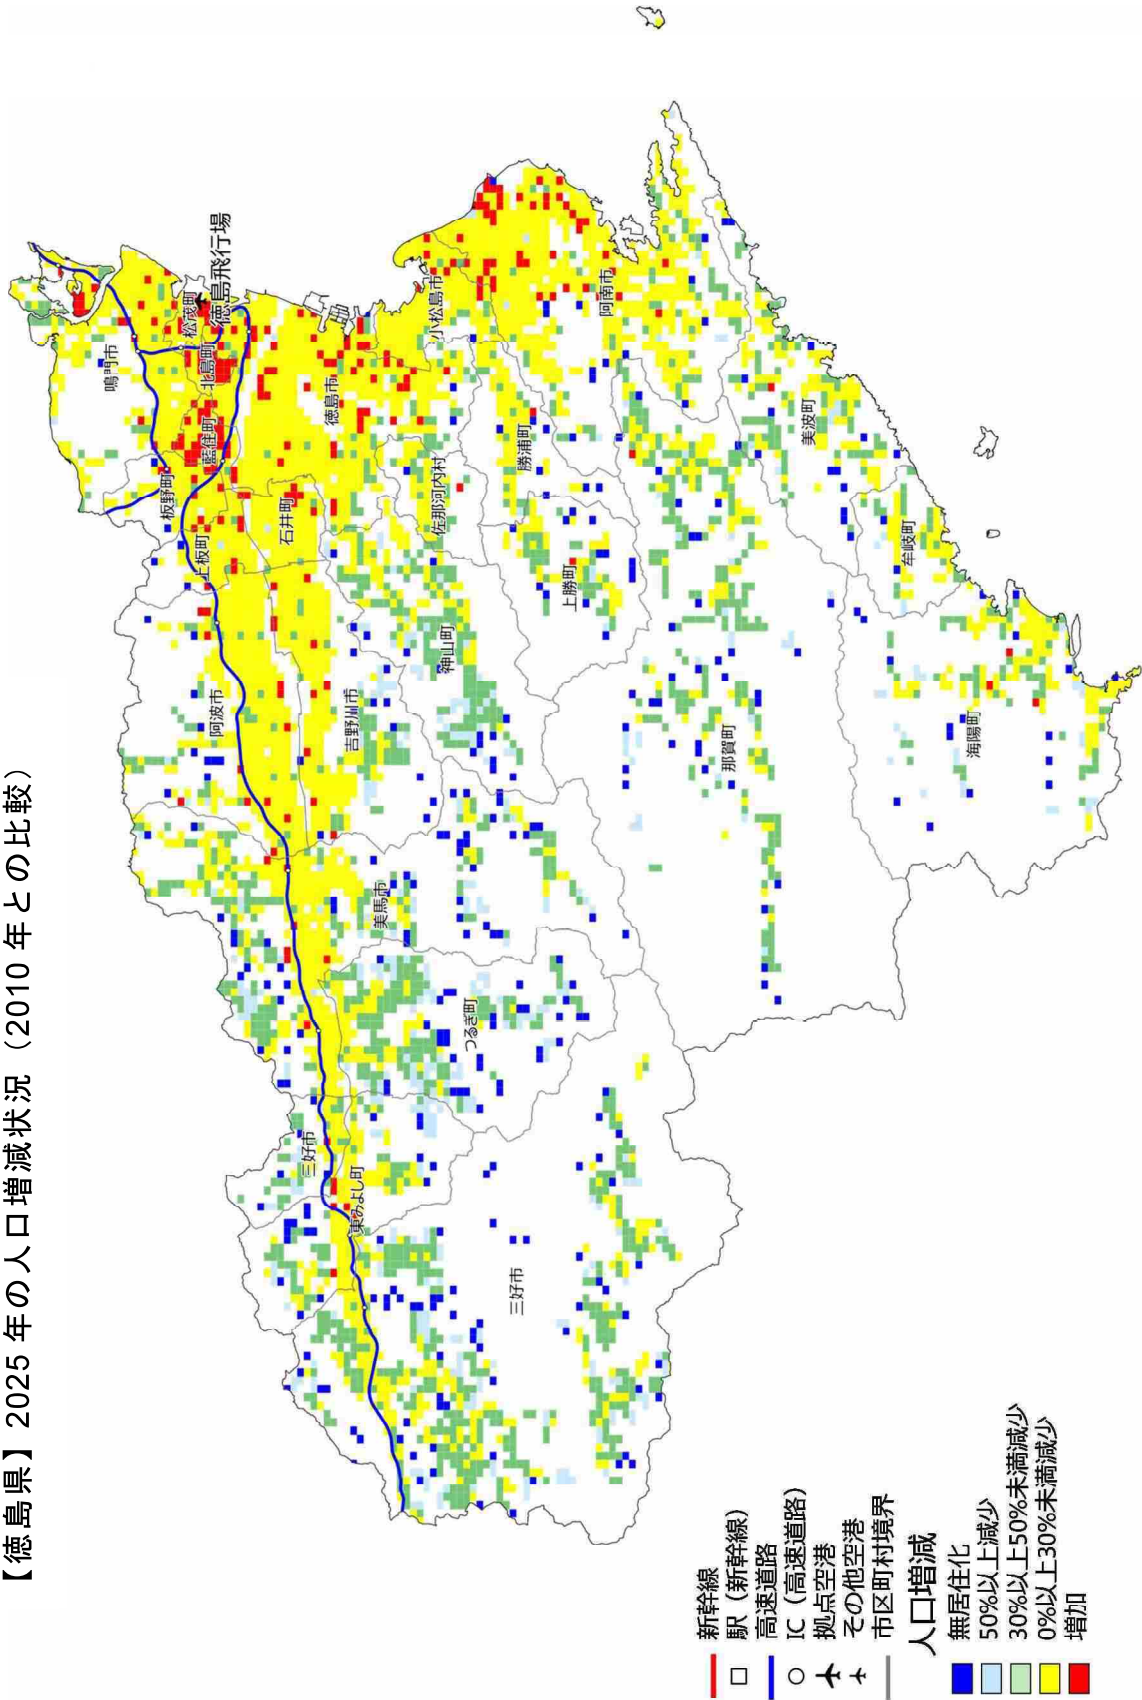 【徳島県】2025年の人口増減状況（2010年との比較）
鳴門市
松茂町
徳島飛行場
北島町
藍住町
板野町
上板町
徳島市
石井町
小松島市
阿南市
勝浦町
佐那河内村
上勝町
神山町
阿波市
吉野川市
美波町
牟岐町
海陽町
那賀町
美馬市
つるぎ町
三好市
東みよし町
三好市
新幹線
駅（新幹線）
高速道路
IC（高速道路）
拠点空港
その他空港
市区町村境界
人口増減
無居住化
50%以上減少
30%以上50%未満減少
0%以上30%未満減少
増加